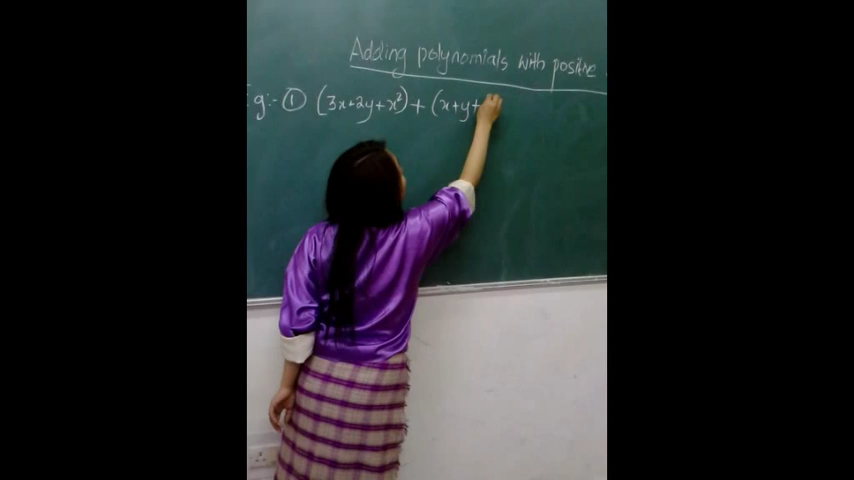 Adding polynomials with positive
Eg:- ① (3x+2y+x²)+(x+y+